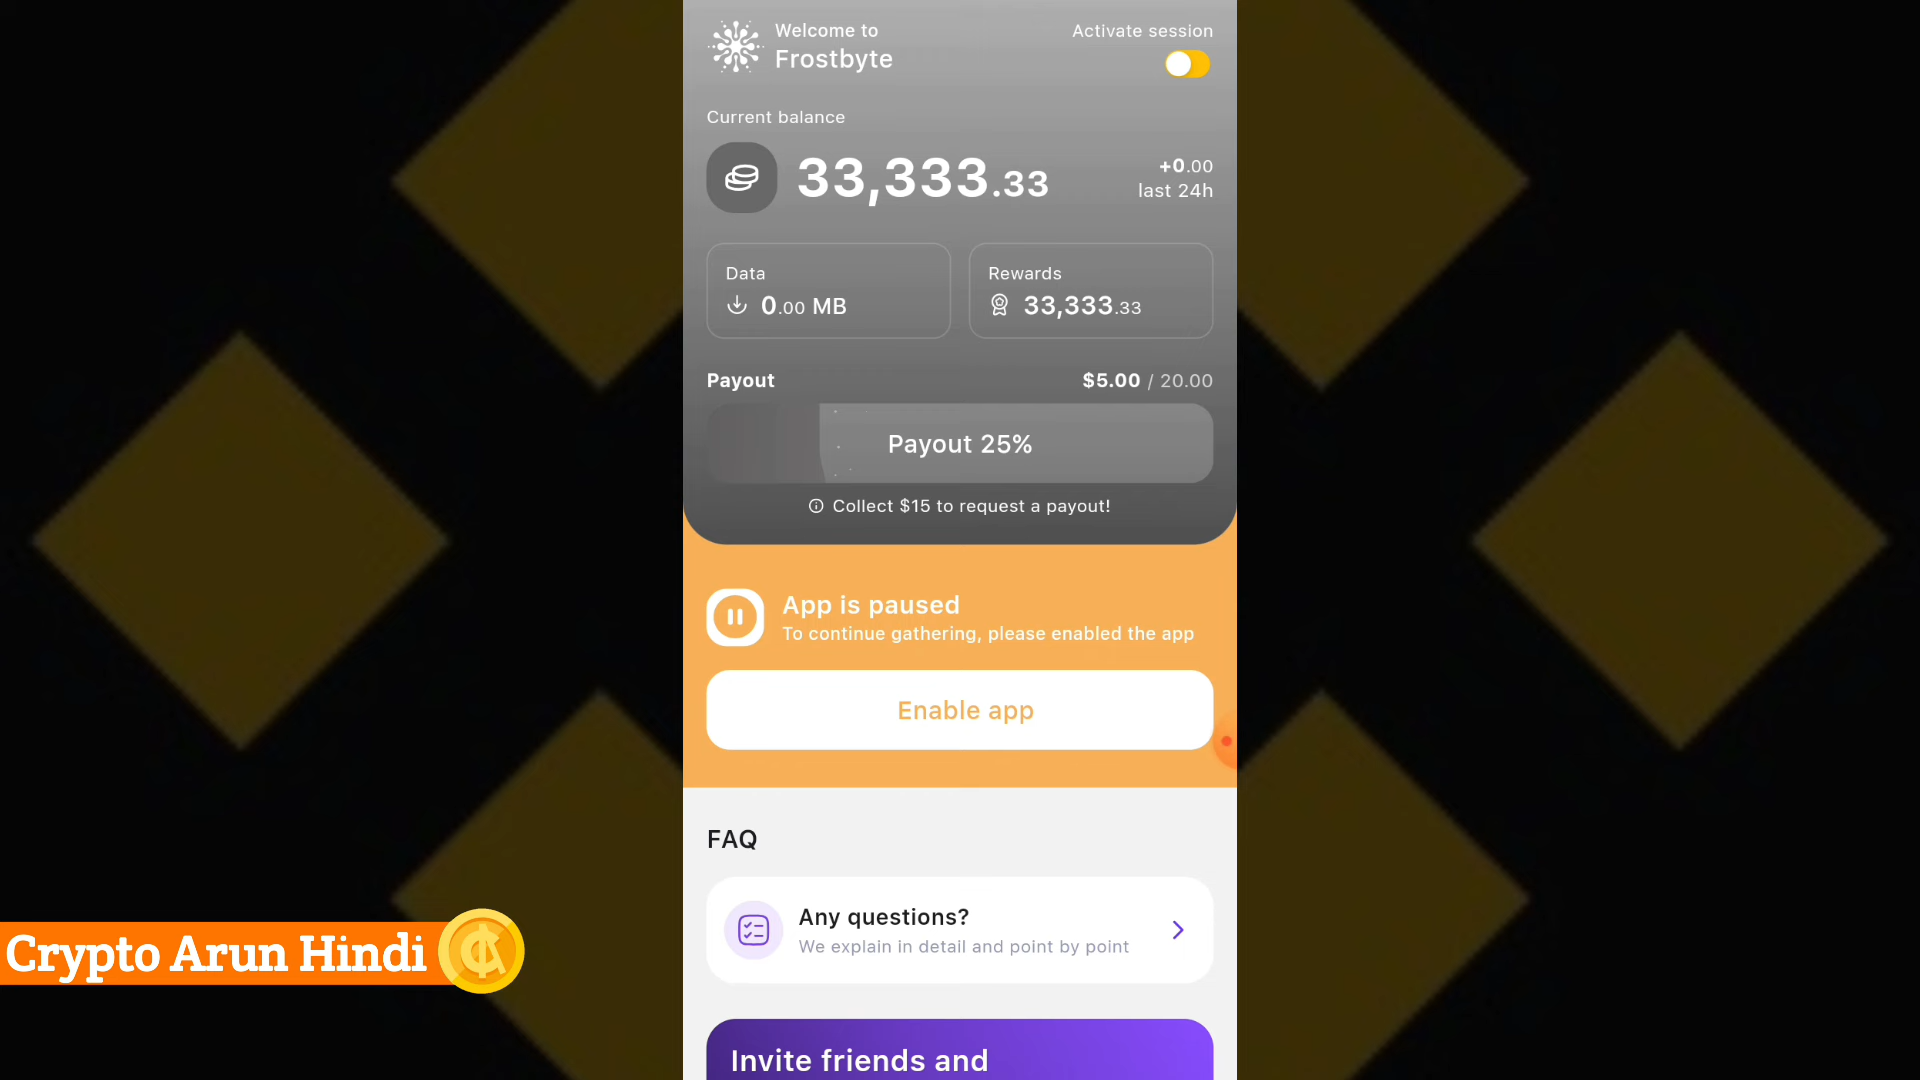 Welcome to
Frostbyte
Activate session
Current balance
33,333.33
+0.00
last 24h
Data
0.00 MB
Rewards
33,333.33
Payout
$5.00 / 20.00
Payout 25%
Collect $15 to request a payout!
App is paused
To continue gathering, please enabled the app
Enable app
FAQ
Any questions?
We explain in detail and point by point
Invite friends and
Crypto Arun Hindi